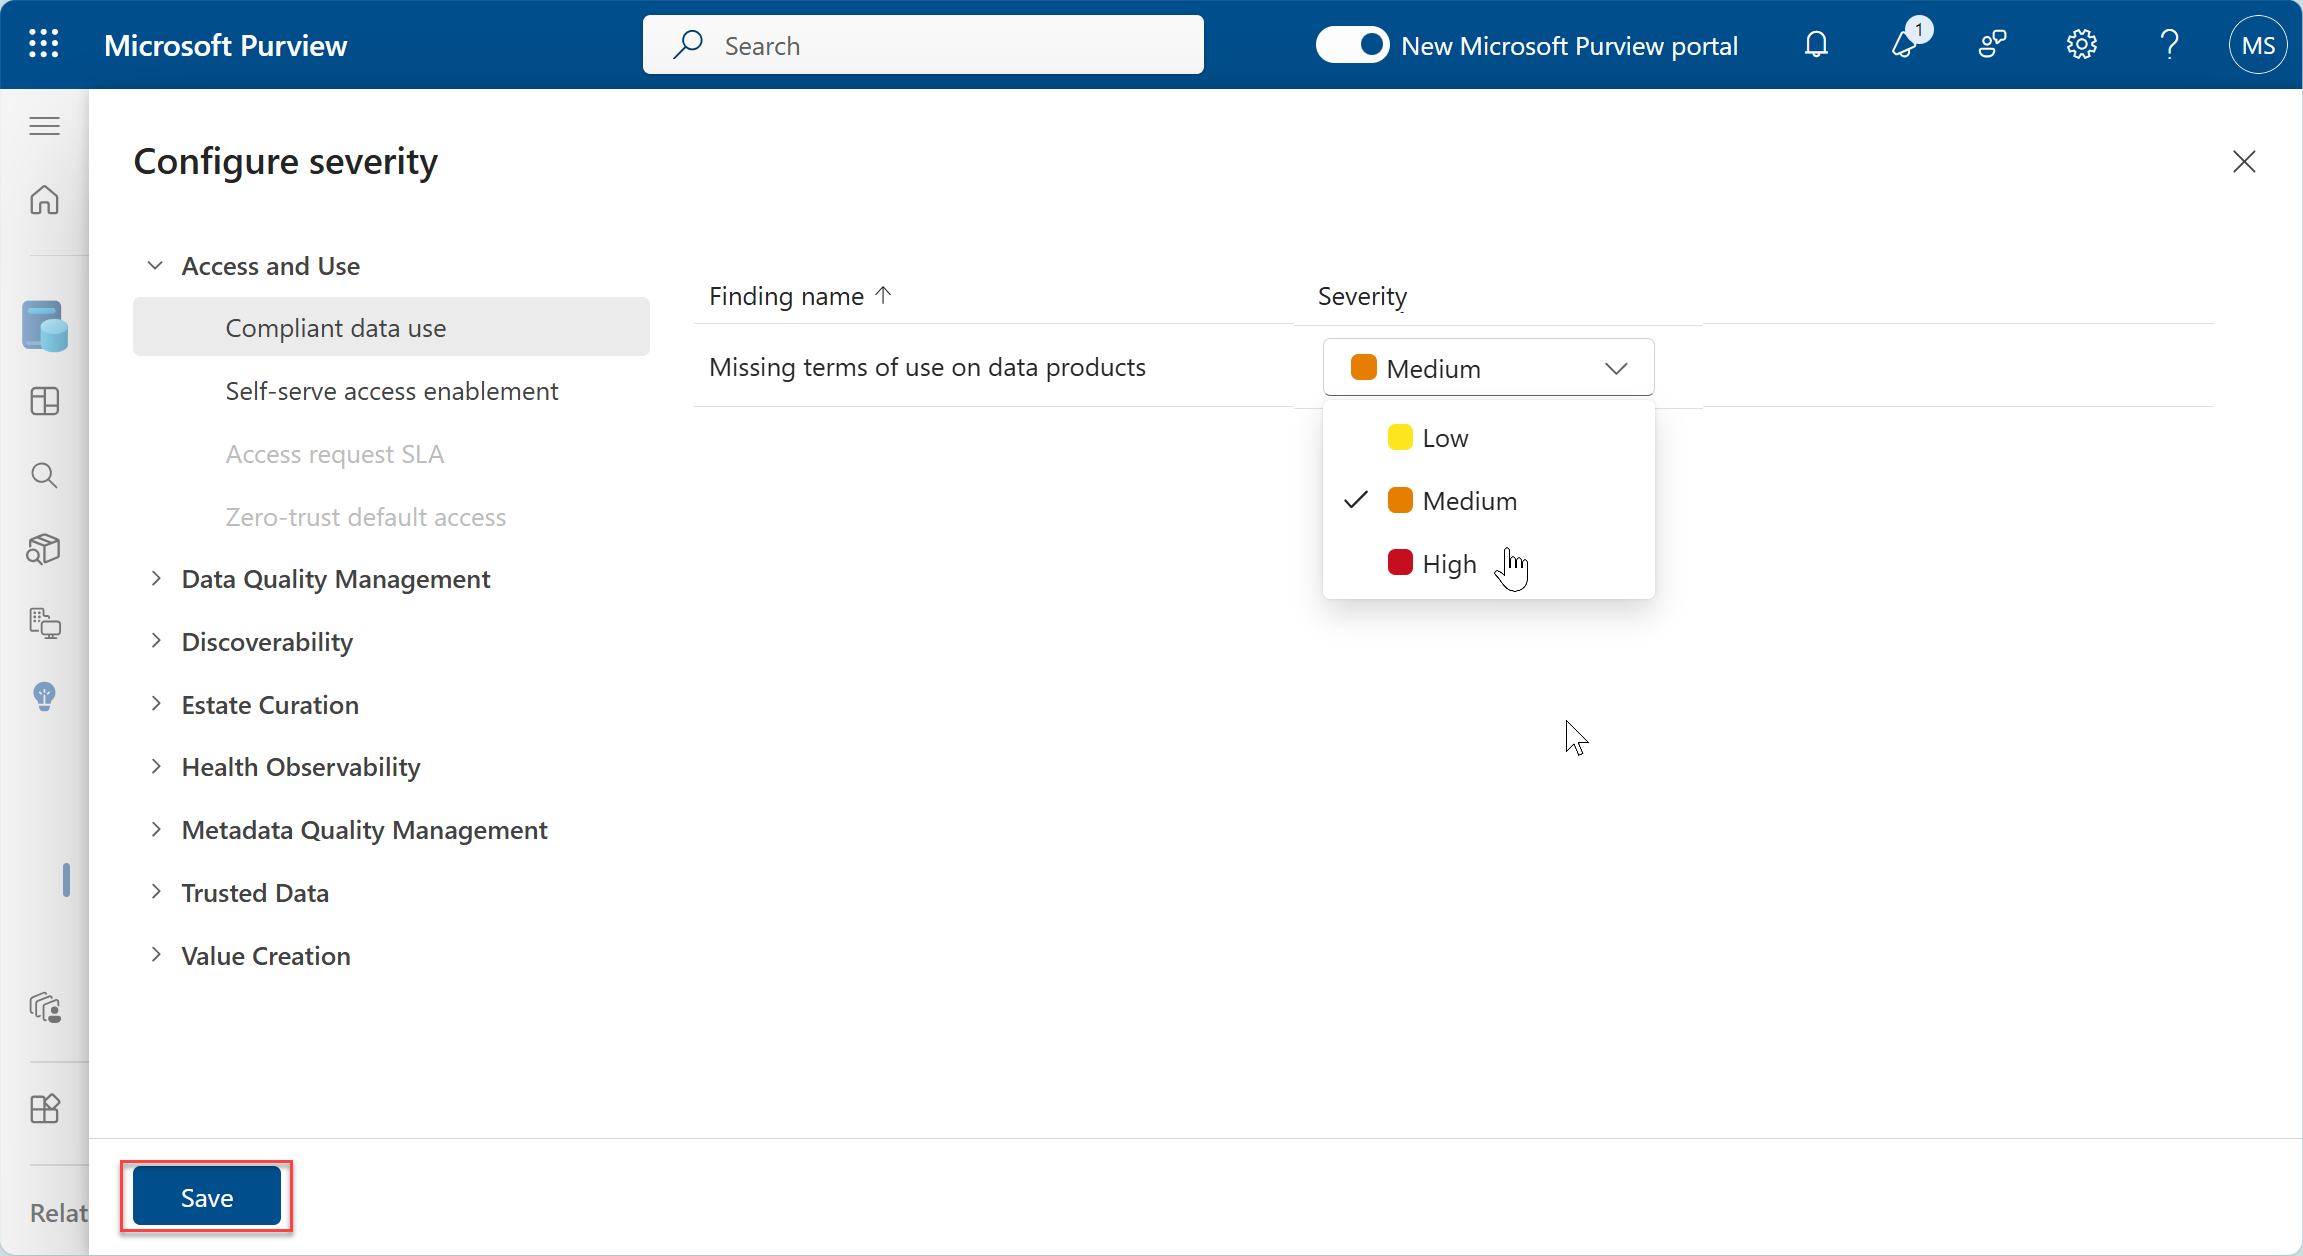 Microsoft Purview
Search
New Microsoft Purview portal
1
MS
Configure severity
Access and Use
Compliant data use
Self-serve access enablement
Access request SLA
Zero-trust default access
Data Quality Management
Discoverability
Estate Curation
Health Observability
Metadata Quality Management
Trusted Data
Value Creation
Finding name
Severity
Missing terms of use on data products
Medium
Low
Medium
High
Relat
Save